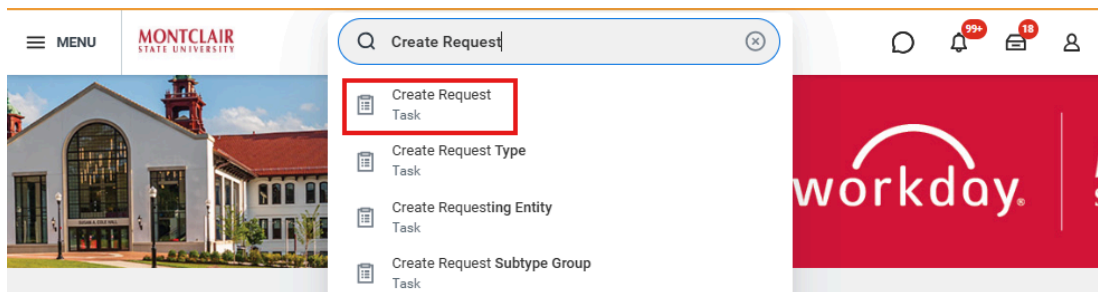 MENU
MONTCLAIR
STATE UNIVERSITY
Create Request
99+
18
Create Request
Task
Create Request Type
Task
Create Requesting Entity
Task
Create Request Subtype Group
Task
workday.